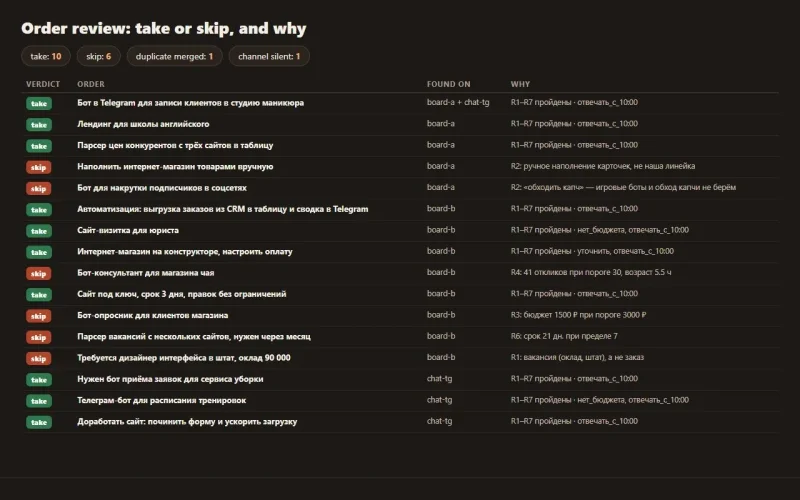 Order review: take or skip, and why
take: 10 skip: 6 duplicate merged: 1 channel silent: 1
VERDICT ORDER FOUND ON WHY
take Бот в Telegram для записи клиентов в студию маникюра board-a + chat-tg R1–R7 пройдены · отвечать_с_10:00
take Лендинг для школы английского board-a R1–R7 пройдены · отвечать_с_10:00
take Парсер цен конкурентов с трёх сайтов в таблицу board-a R1–R7 пройдены · отвечать_с_10:00
skip Наполнить интернет-магазин товарами вручную board-a R2: ручное наполнение карточек, не наша линейка
skip Бот для накрутки подписчиков в соцсетях board-a R2: «обходить капч» — игровые боты и обход капчи не берём
take Автоматизация: выгрузка заказов из CRM в таблицу и сводка в Telegram board-b R1–R7 пройдены · отвечать_с_10:00
take Сайт-визитка для юриста board-b R1–R7 пройдены · нет_бюджета, отвечать_с_10:00
take Интернет-магазин на конструкторе, настроить оплату board-b R1–R7 пройдены · уточнить, отвечать_с_10:00
skip Бот-консультант для магазина чая board-b R4: 41 откликов при пороге 30, возраст 5.5 ч
take Сайт под ключ, срок 3 дня, правок без ограничений board-b R1–R7 пройдены · отвечать_с_10:00
skip Бот-опросник для клиентов магазина board-b R3: бюджет 1500 ₽ при пороге 3000 ₽
skip Парсер вакансий с нескольких сайтов, нужен через месяц board-b R6: срок 21 дн. при пределе 7
skip Требуется дизайнер интерфейса в штат, оклад 90 000 board-b R1: вакансия (оклад, штат), а не заказ
take Нужен бот приёма заявок для сервиса уборки chat-tg R1–R7 пройдены · отвечать_с_10:00
take Телеграм-бот для расписания тренировок chat-tg R1–R7 пройдены · нет_бюджета, отвечать_с_10:00
take Доработать сайт: починить форму и ускорить загрузку chat-tg R1–R7 пройдены · отвечать_с_10:00